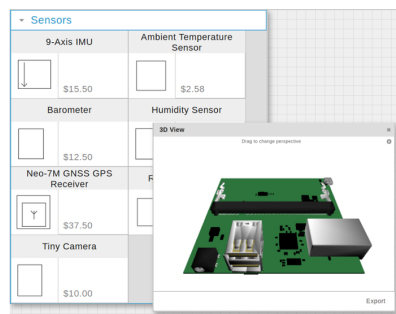 Sensors
9-Axis IMU
Ambient Temperature
Sensor
$15.50
$2.58
Barometer
Humidity Sensor
$12.50
Neo-7M GNSS GPS
Receiver
R
$37.50
Tiny Camera
$10.00
3D View
»
Drag to change perspective
Export